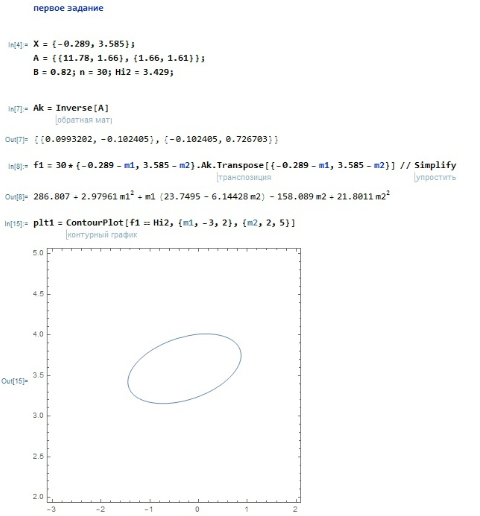 первое задание
In[4]:= X = {-0.289, 3.585};
A = {{11.78, 1.66}, {1.66, 1.61}};
B = 0.82; n = 30; Hi2 = 3.429;
In[7]:= Ak = Inverse[A]
обратная мат
Out[7]= {{0.0993202, -0.102405}, {-0.102405, 0.726703}}
In[8]:= f1 = 30*{-0.289 - m1, 3.585 - m2}.Ak.Transpose[{-0.289 - m1, 3.585 - m2}] // Simplify
транспозиция упростить
Out[8]= 286.807 + 2.97961 m1² + m1 (23.7495 - 6.14428 m2) - 158.089 m2 + 21.8011 m2²
In[15]:= plt1 = ContourPlot[f1 == Hi2, {m1, -3, 2}, {m2, 2, 5}]
контурный график
5.0
4.5
4.0
Out[15]= 3.5
3.0
2.5
2.0
-3 -2 -1 0 1 2